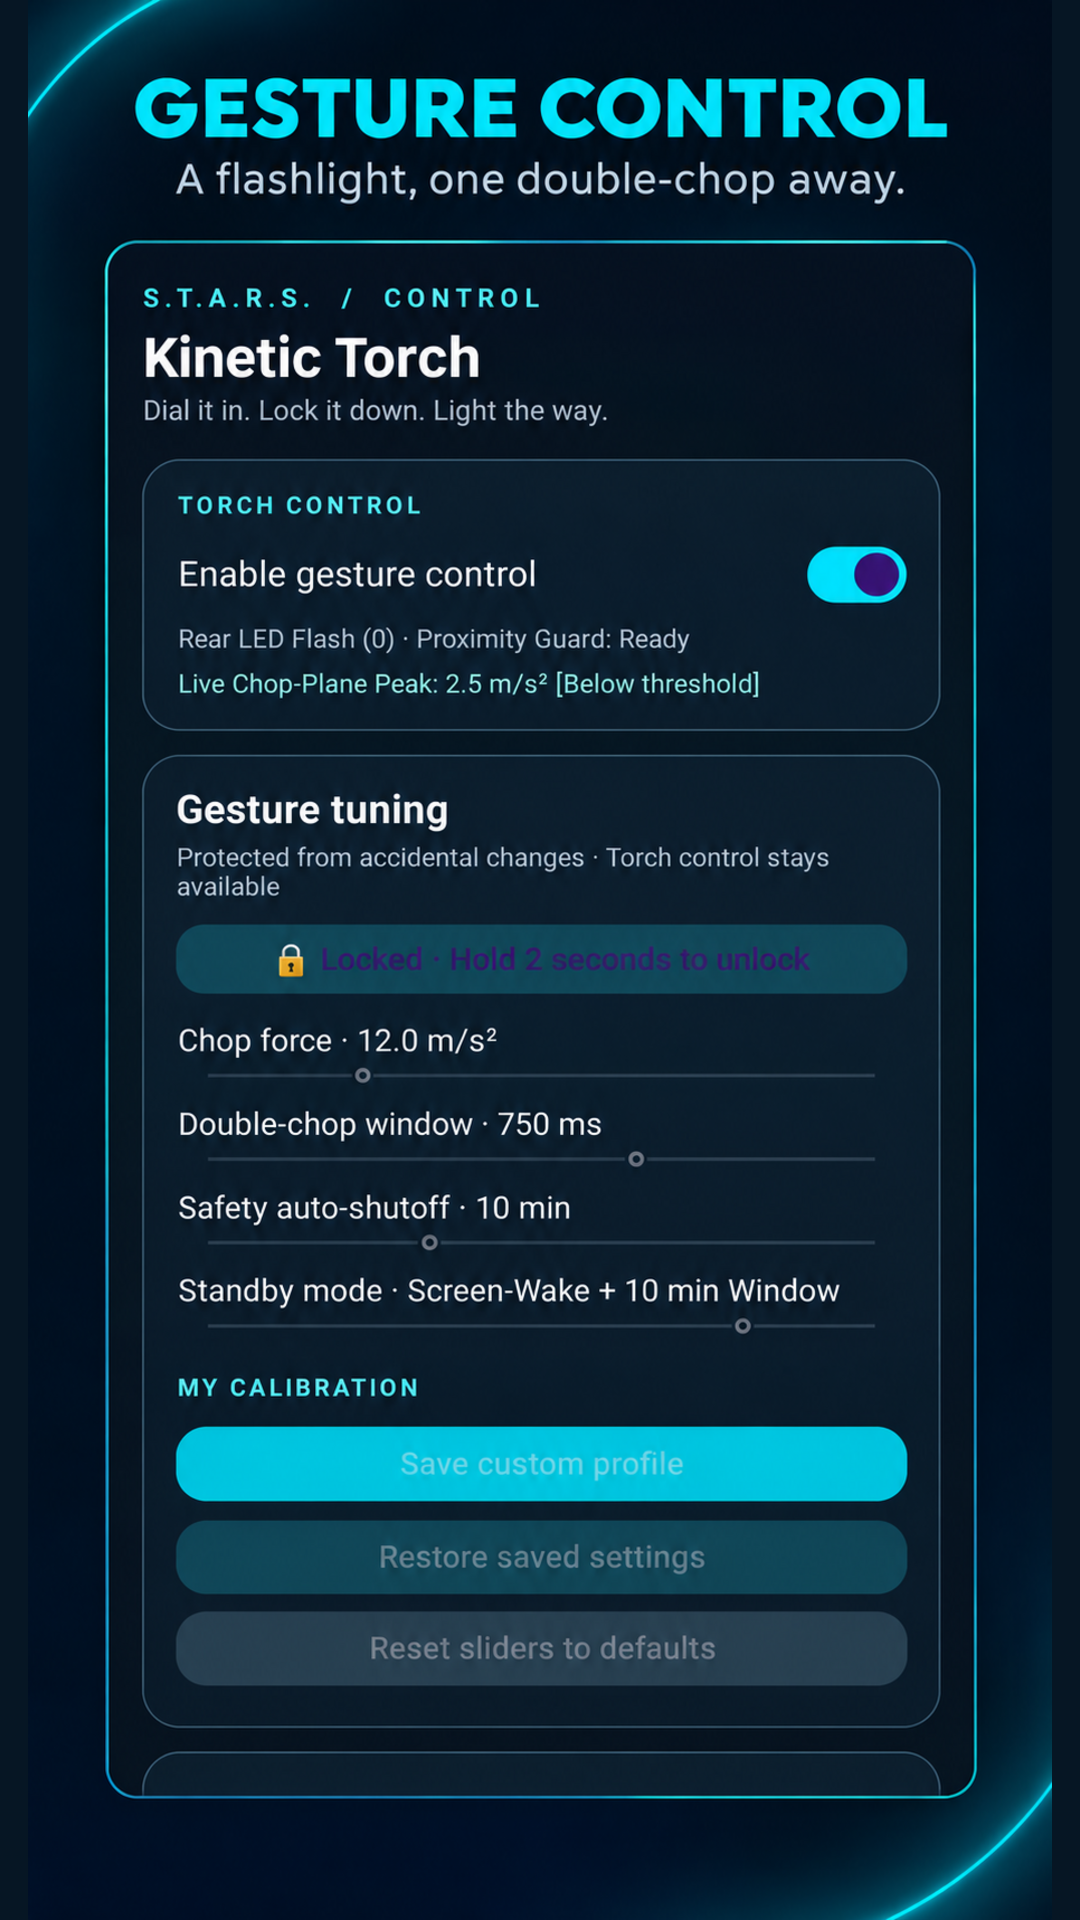 GESTURE CONTROL
A flashlight, one double-chop away.
S.T.A.R.S. / CONTROL
Kinetic Torch
Dial it in. Lock it down. Light the way.
TORCH CONTROL
Enable gesture control
Rear LED Flash (0) · Proximity Guard: Ready
Live Chop-Plane Peak: 2.5 m/s² [Below threshold]
Gesture tuning
Protected from accidental changes · Torch control stays
available
🔒 Locked · Hold 2 seconds to unlock
Chop force · 12.0 m/s²
Double-chop window · 750 ms
Safety auto-shutoff · 10 min
Standby mode · Screen-Wake + 10 min Window
MY CALIBRATION
Save custom profile
Restore saved settings
Reset sliders to defaults